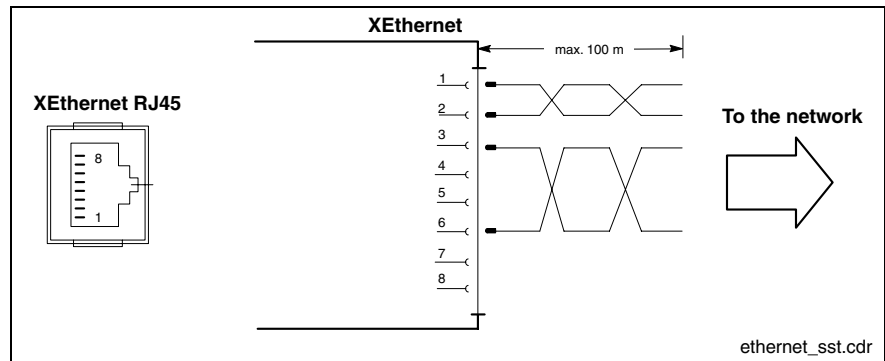 XEthernet
max. 100 m
XEthernet RJ45
8
1
1
2
3
4
5
6
7
8
To the network
ethernet_sst.cdr